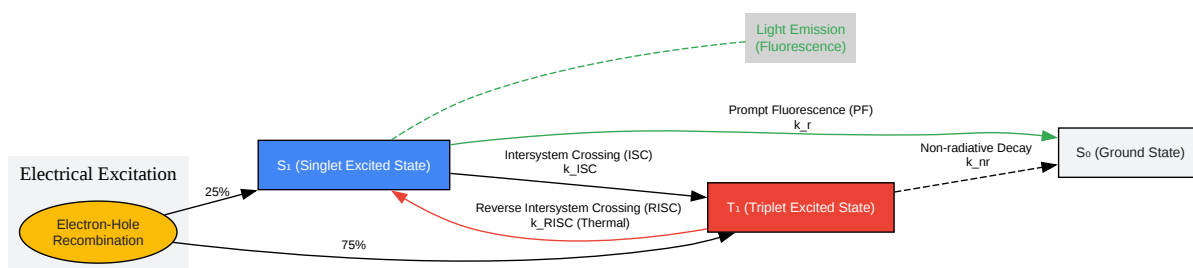 Light Emission
(Fluorescence)
Prompt Fluorescence (PF)
k_r
S₁ (Singlet Excited State)
Intersystem Crossing (ISC)
k_ISC
Non-radiative Decay
k_nr
S₀ (Ground State)
Electrical Excitation
25%
Reverse Intersystem Crossing (RISC)
k_RISC (Thermal)
T₁ (Triplet Excited State)
Electron-Hole
Recombination
75%